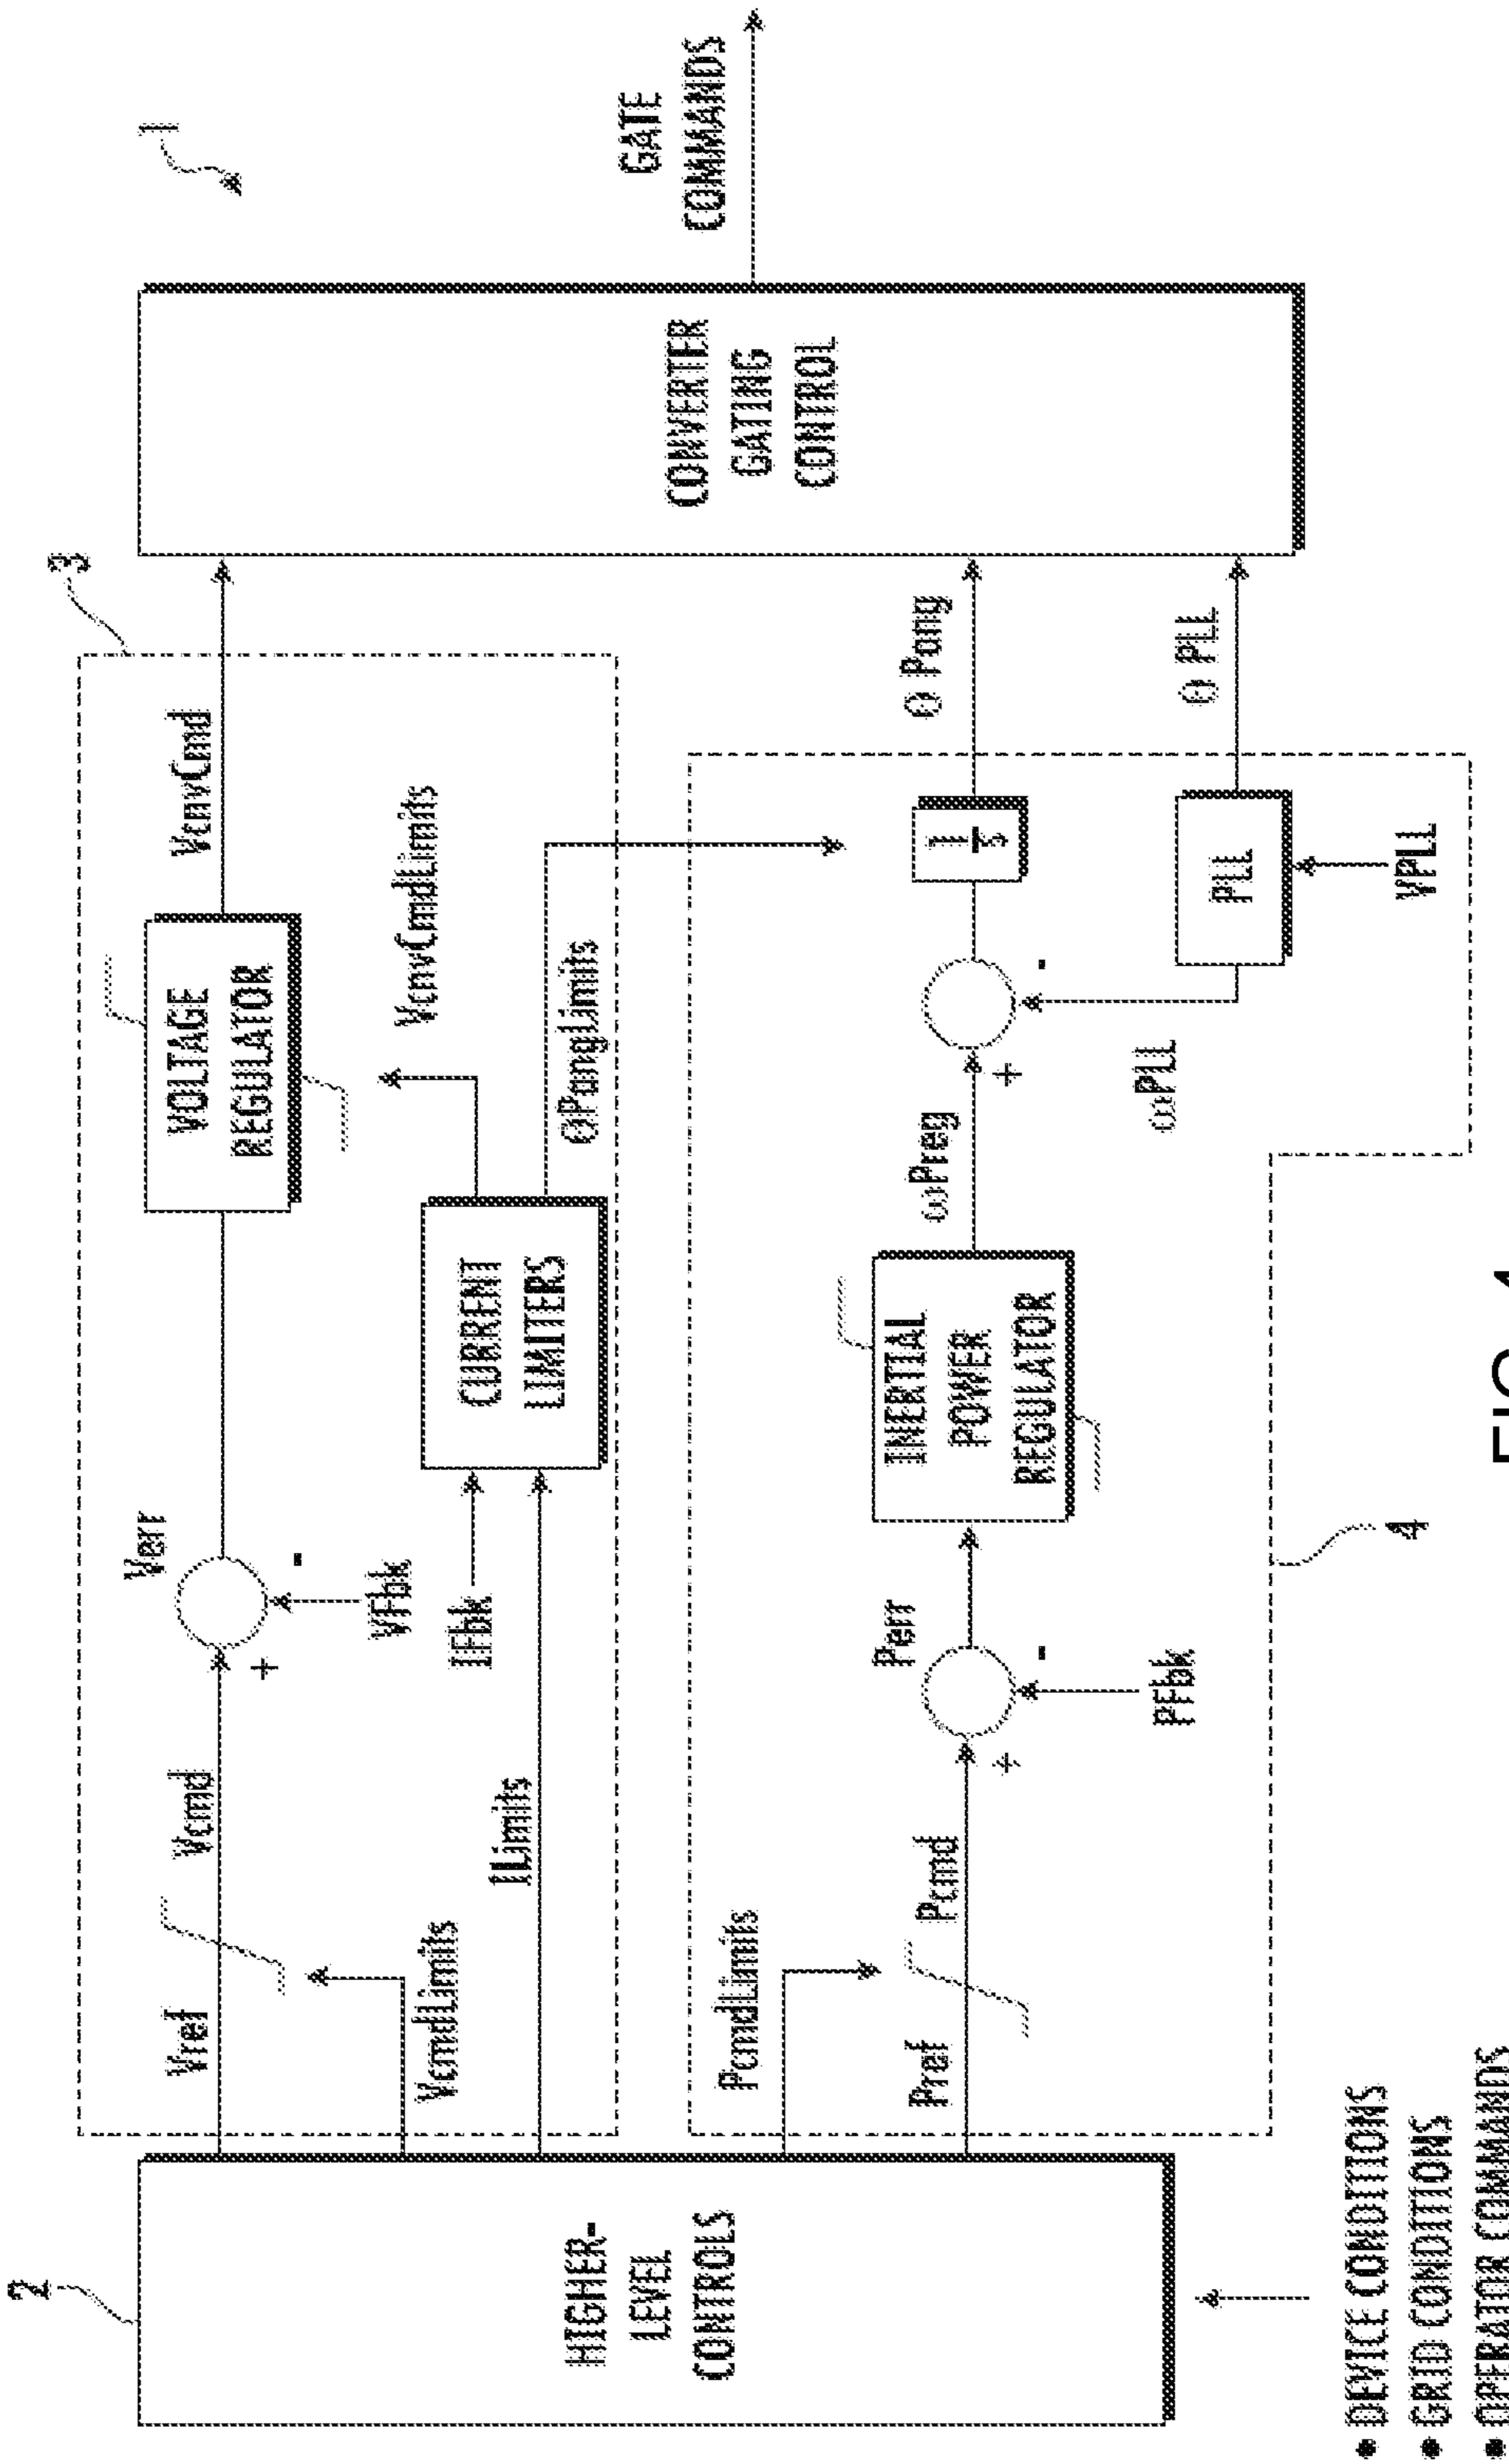 1
2
HIGHER-
LEVEL
CONTROLS
DEVICE CONDITIONS
GRID CONDITIONS
OPERATOR COMMANDS
3
Vref
Vcmd
VcmdLimits
Verr
+
-
VFbk
VOLTAGE
REGULATOR
VcnvCmd
VcnvCmdLimits
ILimits
IFbk
CURRENT
LIMITERS
ΘPangLimits
4
PcmdLimits
Pref
Pcmd
+
-
PFbk
Perr
INERTIAL
POWER
REGULATOR
ωPreg
+
-
ωPLL
1
s
Θ Pang
PLL
VPLL
Θ PLL
CONVERTER
GATING
CONTROL
GATE
COMMANDS